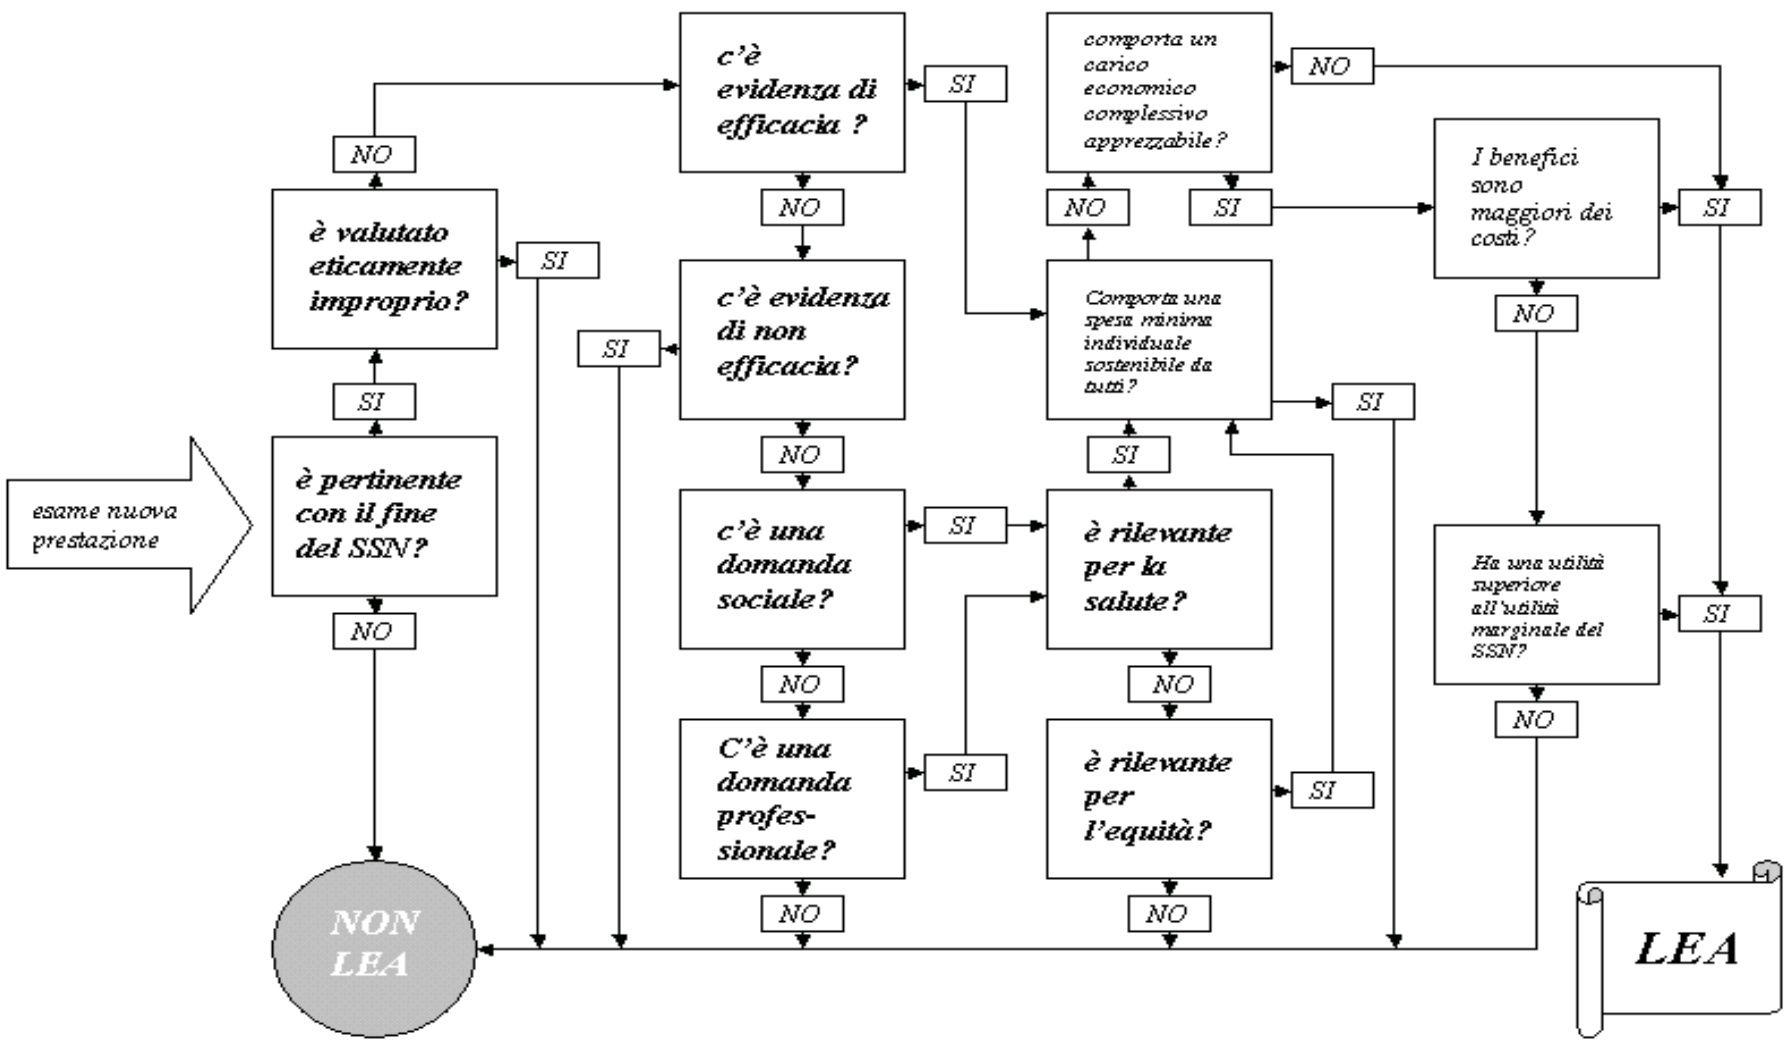 esame nuova
prestazione
è pertinente
con il fine
del SSN?
SI
NO
è valutato
eticamente
improprio?
NO
SI
c'è
evidenza di
efficacia ?
SI
NO
c'è evidenza
di non
efficacia?
SI
NO
c'è una
domanda
sociale?
SI
NO
C'è una
domanda
profes-
sionale?
SI
NO
è rilevante
per la
salute?
SI
NO
è rilevante
per
l'equità?
SI
NO
Comporta una
spesa minima
individuale
sostenibile da
tutti?
NO
SI
comporta un
carico
economico
complessivo
apprezzabile?
NO
SI
I benefici
sono
maggiori dei
costi?
SI
NO
Ha una utilità
superiore
all'utilità
marginale del
SSN?
SI
NO
NON
LEA
LEA